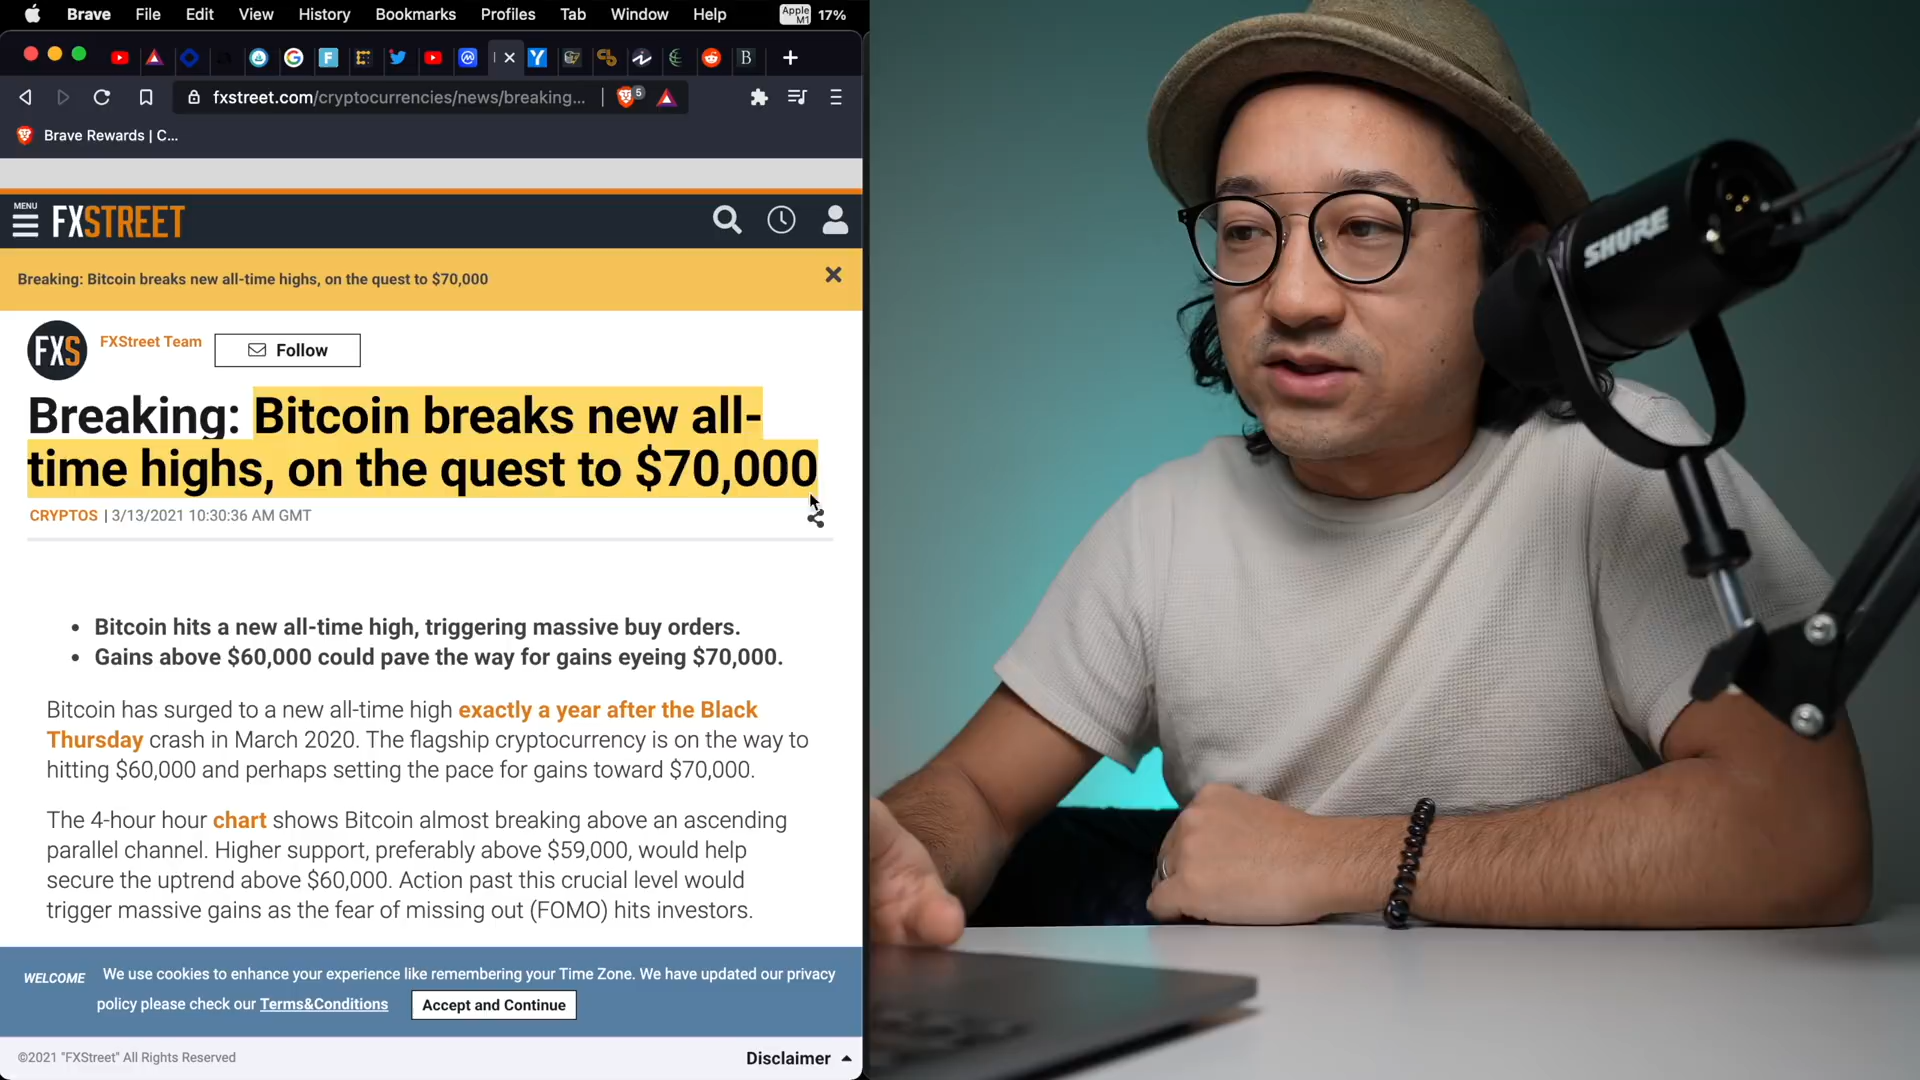 Brave File Edit View History Bookmarks Profiles Tab Window Help Apple M1 17%
fxstreet.com/cryptocurrencies/news/breaking... 5
Brave Rewards | C...
MENU
FXSTREET
Breaking: Bitcoin breaks new all-time highs, on the quest to $70,000
FXS FXStreet Team Follow
Breaking: Bitcoin breaks new all-
time highs, on the quest to $70,000
CRYPTOS | 3/13/2021 10:30:36 AM GMT
• Bitcoin hits a new all-time high, triggering massive buy orders.
• Gains above $60,000 could pave the way for gains eyeing $70,000.
Bitcoin has surged to a new all-time high exactly a year after the Black
Thursday crash in March 2020. The flagship cryptocurrency is on the way to
hitting $60,000 and perhaps setting the pace for gains toward $70,000.
The 4-hour hour chart shows Bitcoin almost breaking above an ascending
parallel channel. Higher support, preferably above $59,000, would help
secure the uptrend above $60,000. Action past this crucial level would
trigger massive gains as the fear of missing out (FOMO) hits investors.
WELCOME We use cookies to enhance your experience like remembering your Time Zone. We have updated our privacy
policy please check our Terms&Conditions Accept and Continue
©2021 "FXStreet" All Rights Reserved
Disclaimer
SHURE